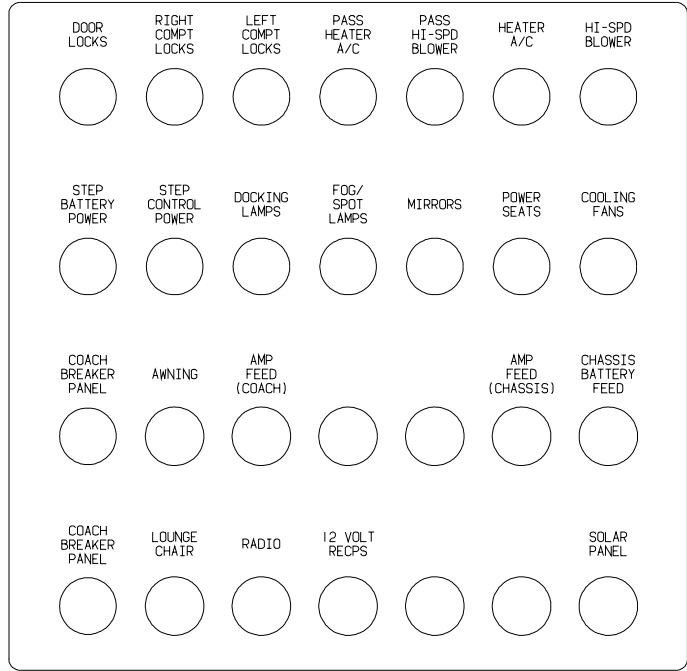 DOOR
LOCKS
RIGHT
COMPT
LOCKS
LEFT
COMPT
LOCKS
PASS
HEATER
A/C
PASS
HI-SPD
BLOWER
HEATER
A/C
HI-SPD
BLOWER
STEP
BATTERY
POWER
STEP
CONTROL
POWER
DOCKING
LAMPS
FOG/
SPOT
LAMPS
MIRRORS
POWER
SEATS
COOLING
FANS
COACH
BREAKER
PANEL
AWNING
AMP
FEED
(COACH)
AMP
FEED
(CHASSIS)
CHASSIS
BATTERY
FEED
COACH
BREAKER
PANEL
LOUNGE
CHAIR
RADIO
12 VOLT
RECPS
SOLAR
PANEL